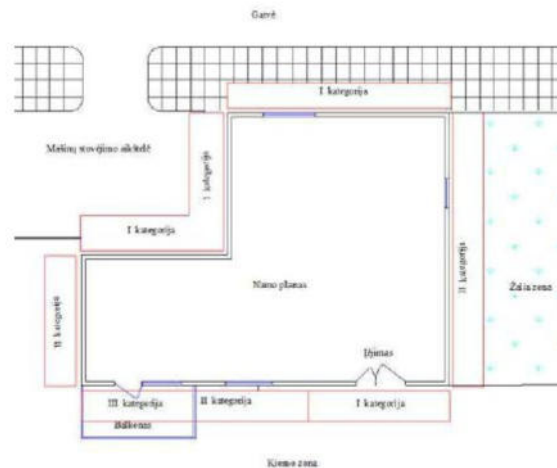 Gatvė
I kategorija
Mašinų stovėjimo aikštelė
I kategorija
I kategorija
II kategorija
II kategorija
Namo planas
Žalia zona
Įėjimas
III kategorija
II kategorija
I kategorija
Balkonas
Kiemo zona